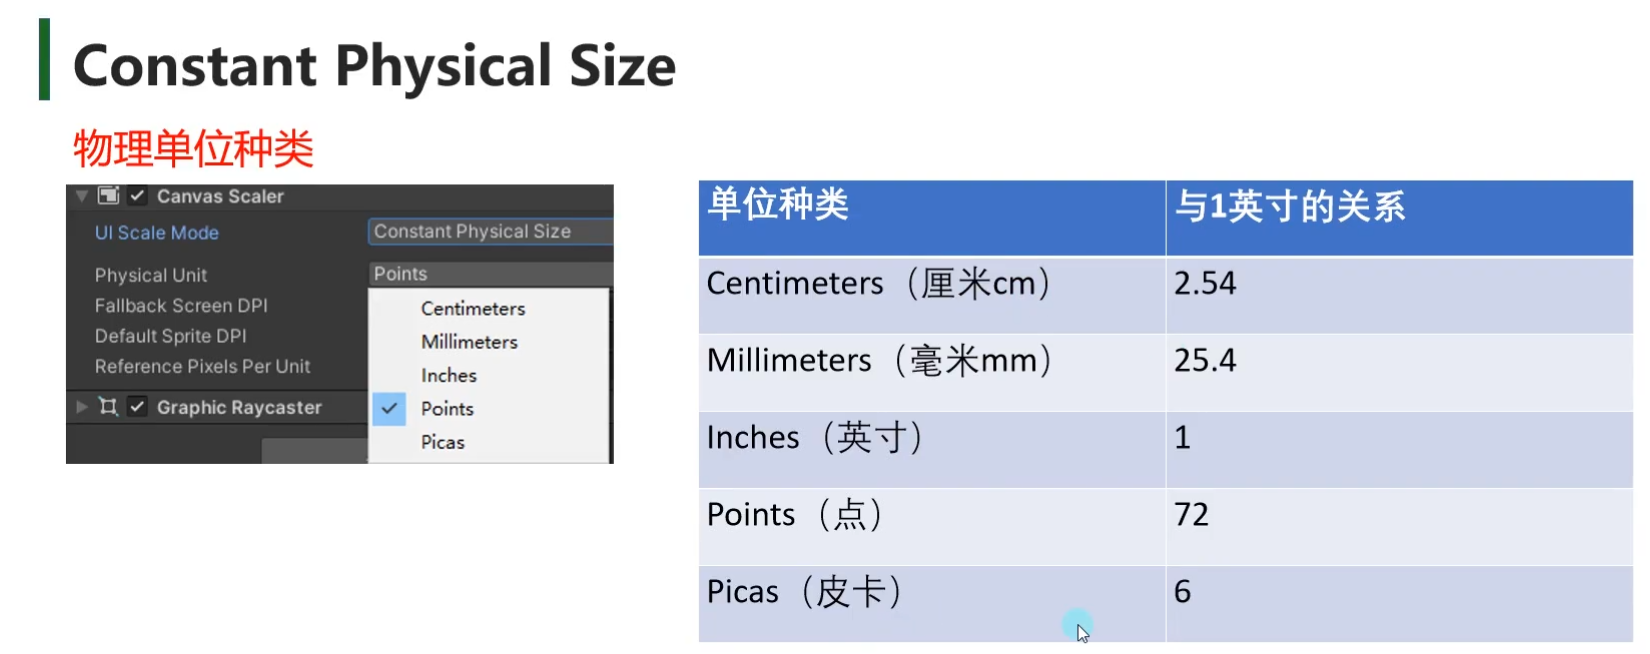 Constant Physical Size
物理单位种类
Canvas Scaler
UI Scale Mode
Constant Physical Size
Physical Unit
Points
Fallback Screen DPI
Default Sprite DPI
Reference Pixels Per Unit
Centimeters
Millimeters
Inches
Points
Picas
Graphic Raycaster
单位种类 与1英寸的关系
Centimeters（厘米cm） 2.54
Millimeters（毫米mm） 25.4
Inches（英寸） 1
Points（点） 72
Picas（皮卡） 6